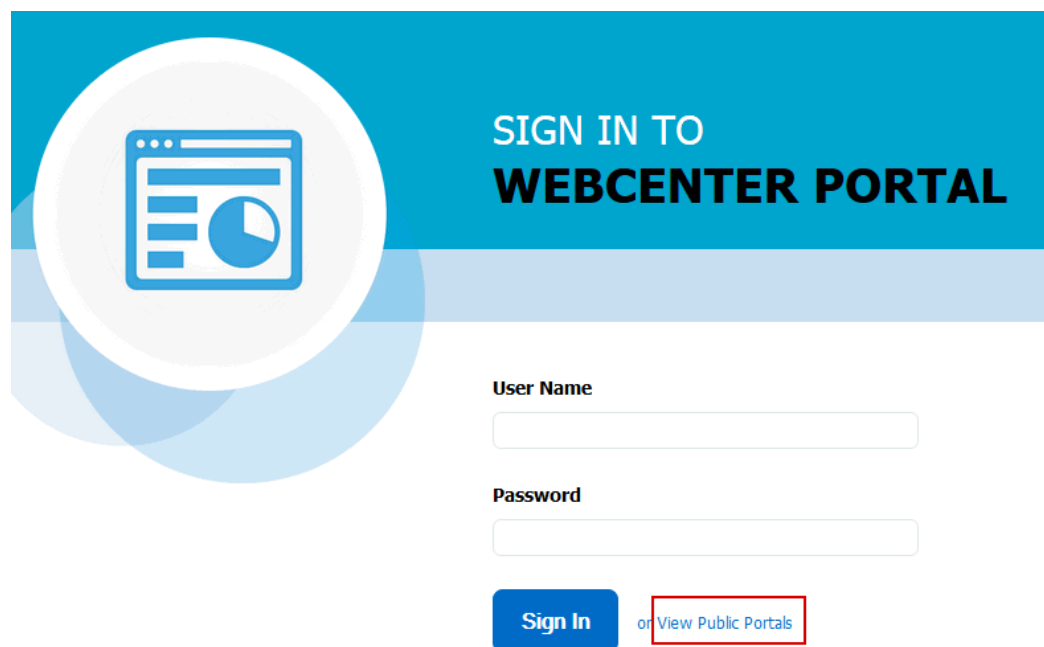 SIGN IN TO
WEBCENTER PORTAL
User Name
Password
Sign In or View Public Portals